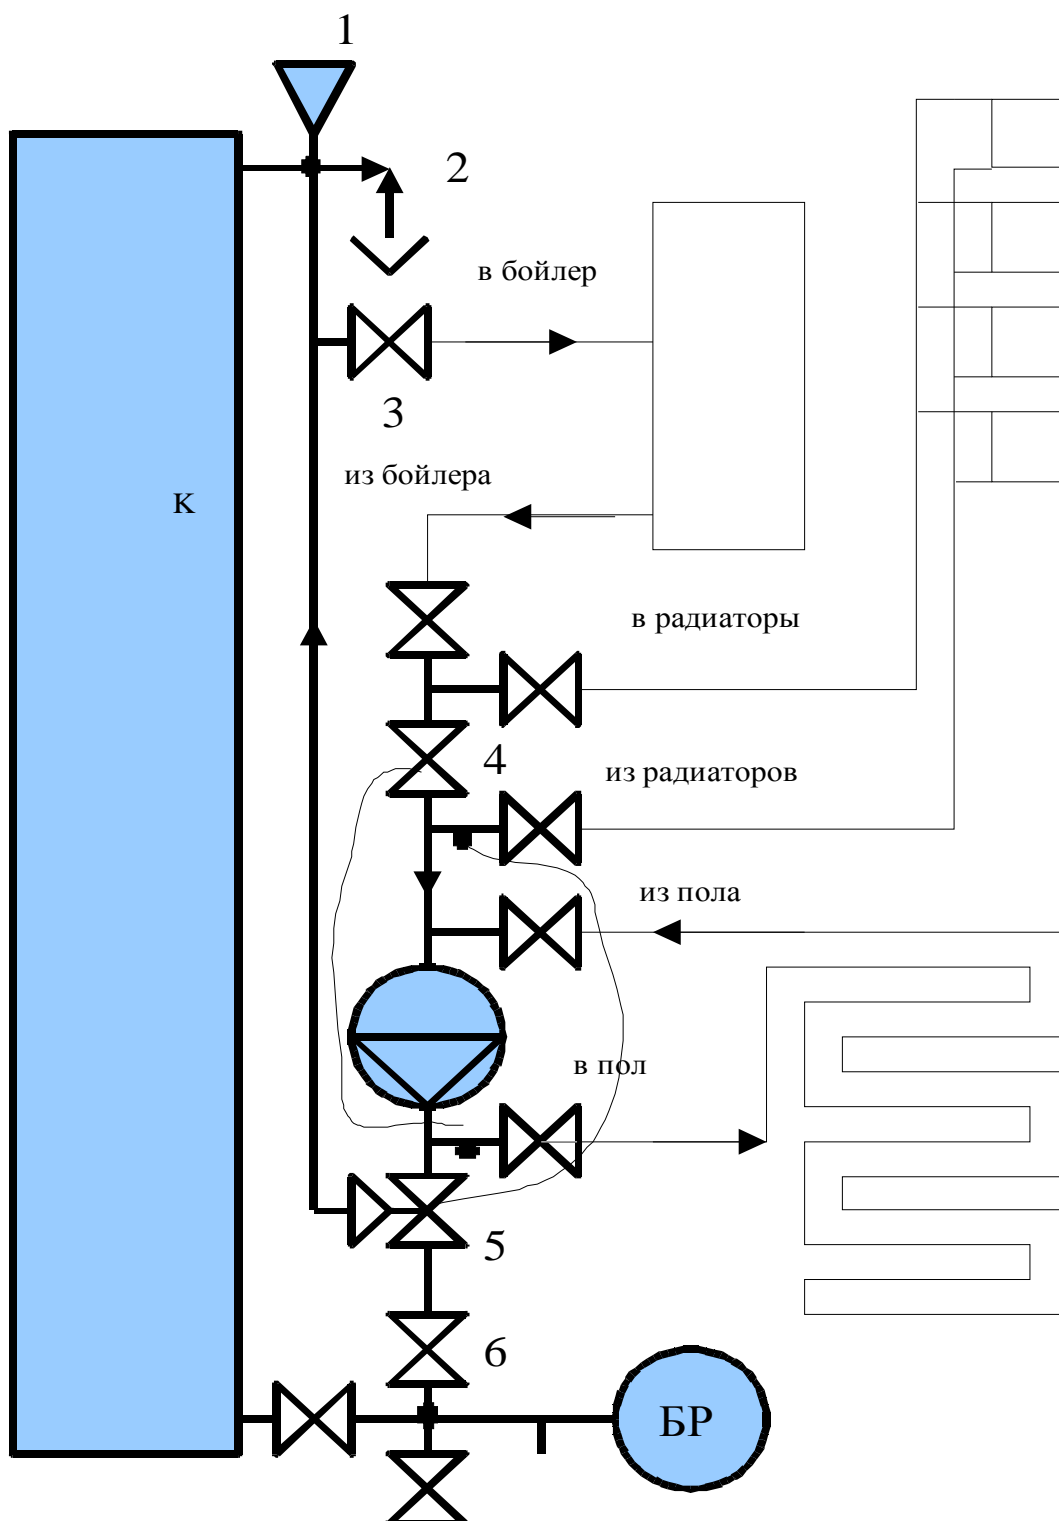 1
2
в бойлер
3
из бойлера
К
в радиаторы
4
из радиаторов
из пола
в пол
5
6
БР